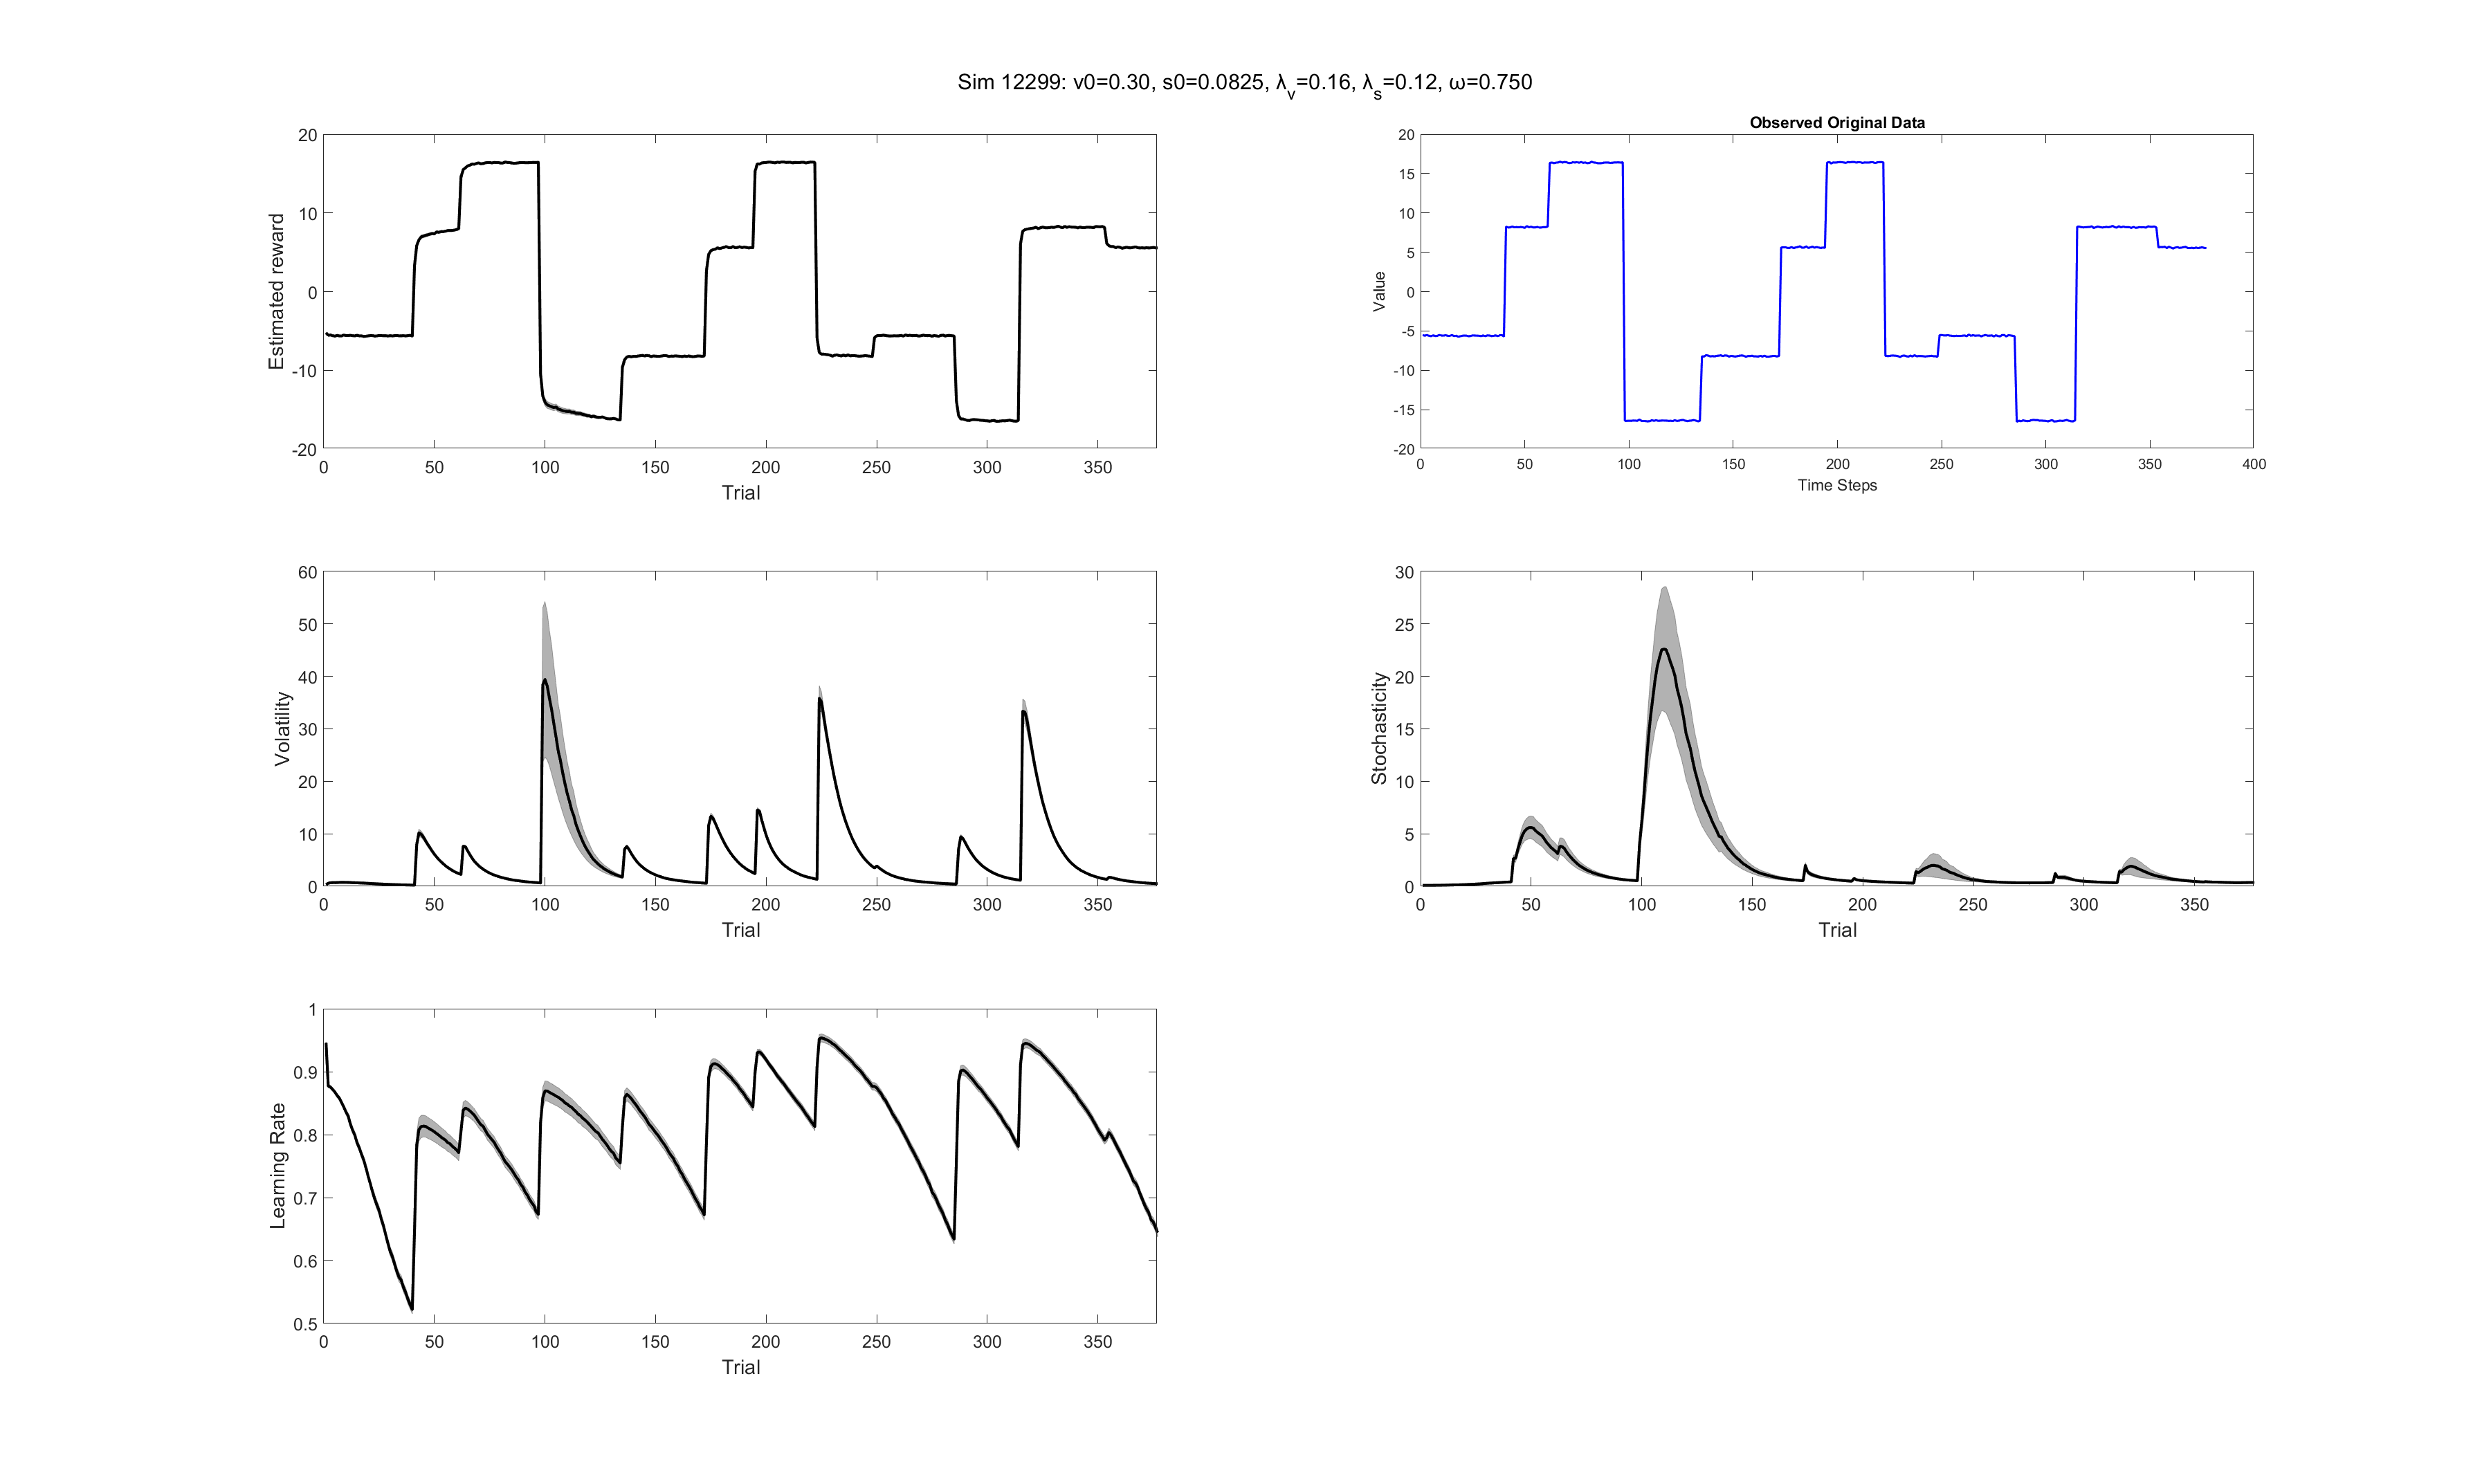 Sim 12299: v0=0.30, s0=0.0825, λv=0.16, λs=0.12, ω=0.750
20
10
0
-10
-20
Estimated reward
0 50 100 150 200 250 300 350
Trial
Observed Original Data
20
15
10
5
0
-5
-10
-15
-20
Value
0 50 100 150 200 250 300 350 400
Time Steps
60
50
40
30
20
10
0
Volatility
0 50 100 150 200 250 300 350
Trial
30
25
20
15
10
5
0
Stochasticity
0 50 100 150 200 250 300 350
Trial
1
0.9
0.8
0.7
0.6
0.5
Learning Rate
0 50 100 150 200 250 300 350
Trial